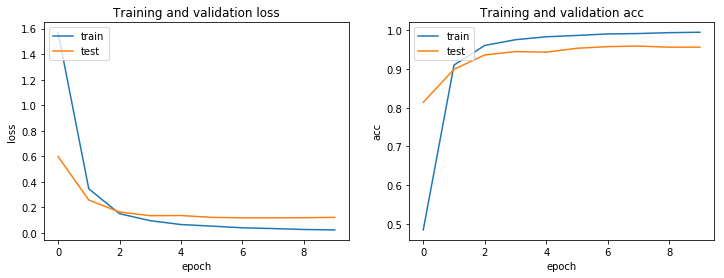 Training and validation loss
1.6
1.4
1.2
1.0
0.8
0.6
0.4
0.2
0.0
loss
train
test
0 2 4 6 8
epoch
Training and validation acc
1.0
0.9
0.8
0.7
0.6
0.5
acc
train
test
0 2 4 6 8
epoch